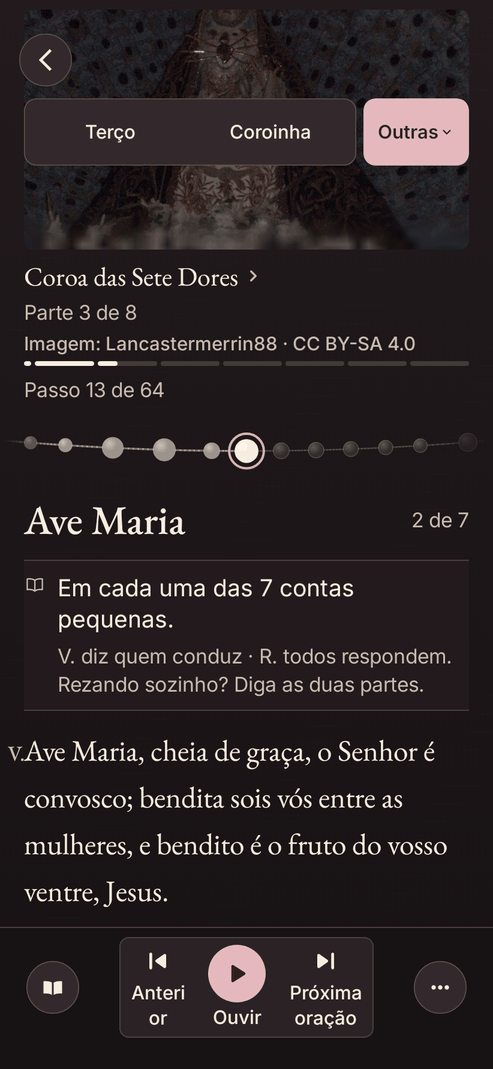 Terço
Coroinha
Outras
Coroa das Sete Dores
Parte 3 de 8
Imagem: Lancastermerrin88 · CC BY-SA 4.0
Passo 13 de 64
Ave Maria
2 de 7
Em cada uma das 7 contas
pequenas.
V. diz quem conduz · R. todos respondem.
Rezando sozinho? Diga as duas partes.
V.Ave Maria, cheia de graça, o Senhor é
convosco; bendita sois vós entre as
mulheres, e bendito é o fruto do vosso
ventre, Jesus.
Anteri
or
Ouvir
Próxima
oração